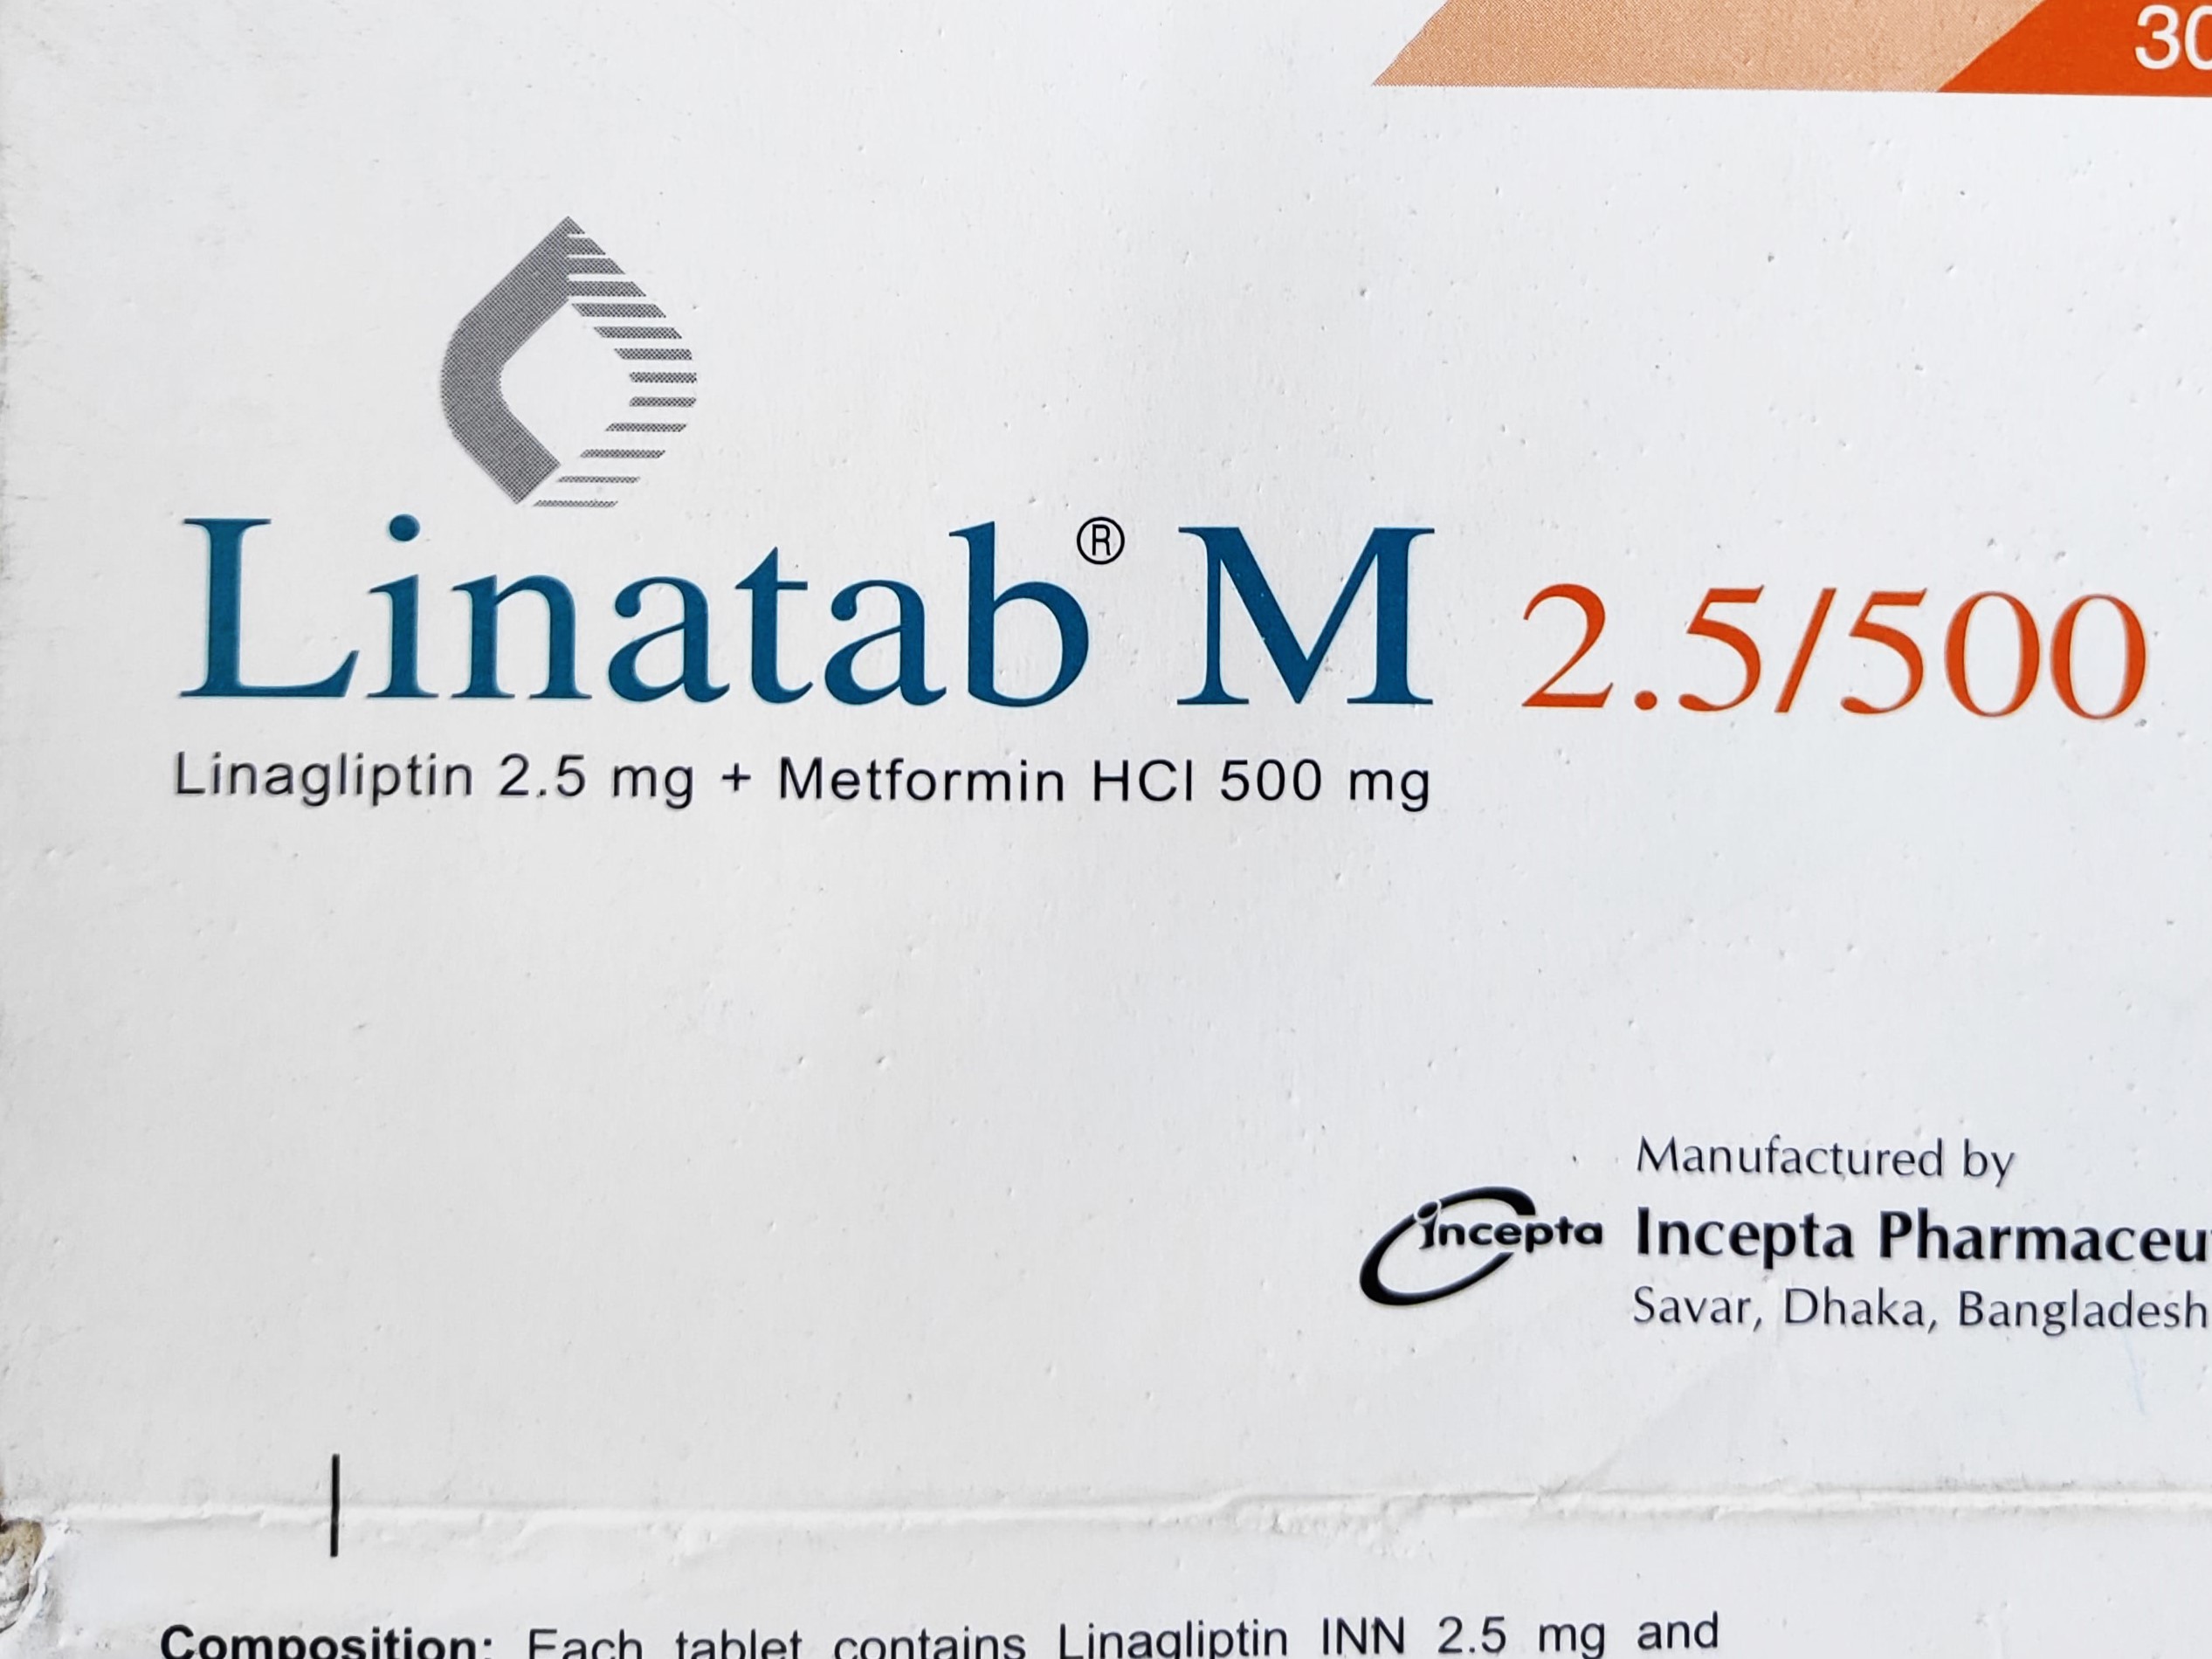 30
Linatab® M 2.5/500
Linagliptin 2.5 mg + Metformin HCl 500 mg
Manufactured by
incepta
Incepta
Savar, Dhaka, Bangladesh
Composition: Each tablet contains Linagliptin INN 2.5 mg and